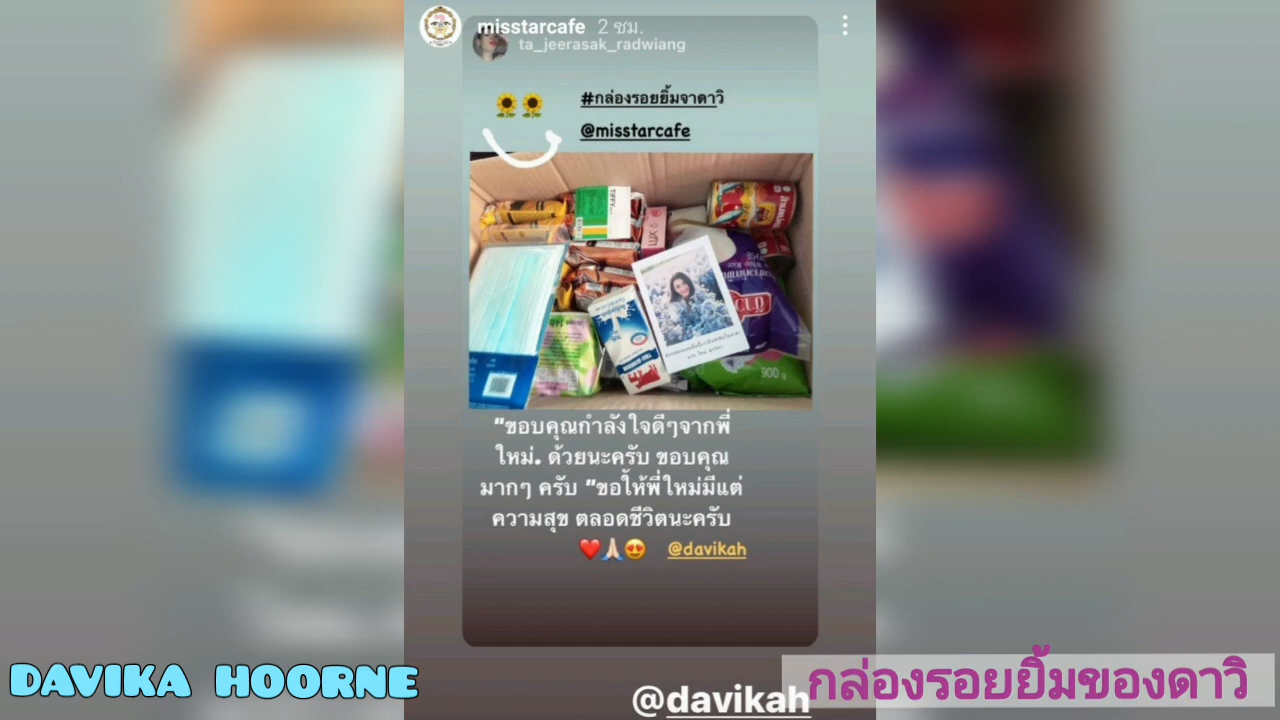 misstarcafe 2 ชม.
ta_jeerasak_radwiang
#กล่องรอยยิ้มจาดาวิ
@misstarcafe
TIFFY
900 g
"ขอบคุณกำลังใจดีๆจากพี่
ใหม่. ด้วยนะครับ ขอบคุณ
มากๆ ครับ "ขอให้พี่ใหม่มีแต่
ความสุข ตลอดชีวิตนะครับ
@davikah
@davikah
DAVIKA HOORNE
กล่องรอยยิ้มของดาวิ